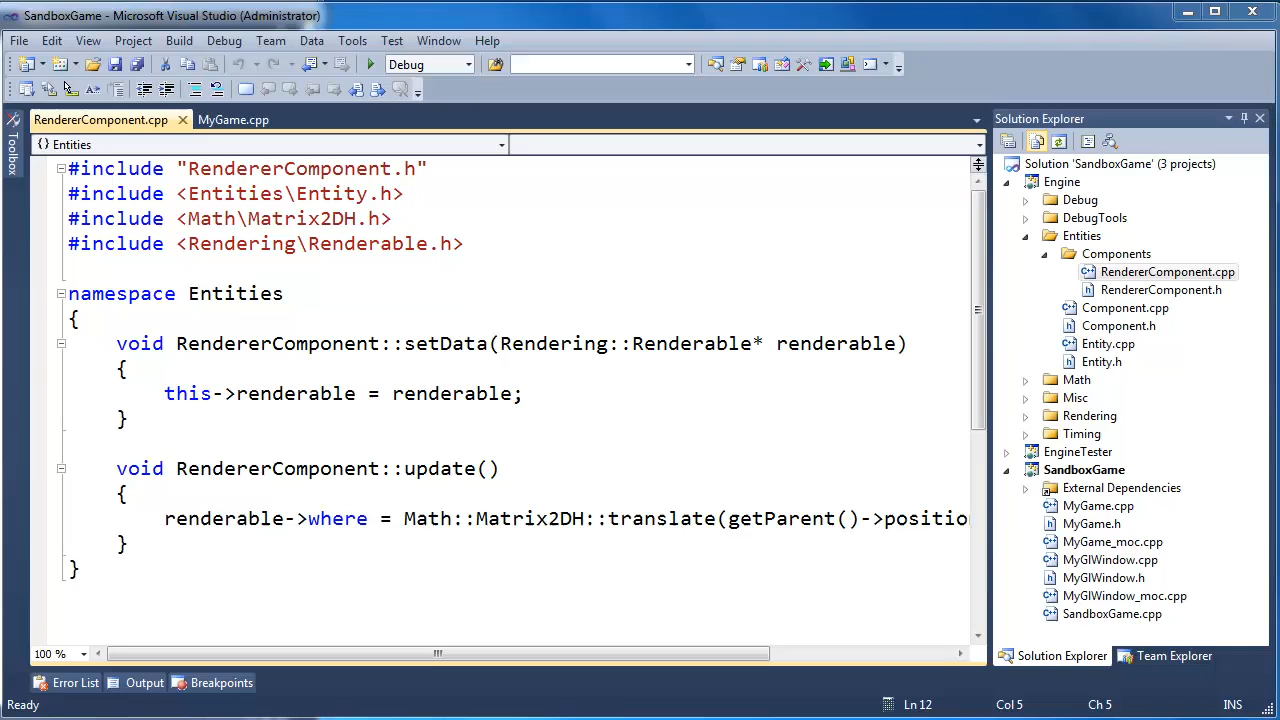 SandboxGame - Microsoft Visual Studio (Administrator)
File Edit View Project Build Debug Team Data Tools Test Window Help
Debug
RendererComponent.cpp MyGame.cpp
{} Entities
Toolbox
#include "RendererComponent.h"
#include <Entities\Entity.h>
#include <Math\Matrix2DH.h>
#include <Rendering\Renderable.h>
namespace Entities
{
void RendererComponent::setData(Rendering::Renderable* renderable)
{
this->renderable = renderable;
}
void RendererComponent::update()
{
renderable->where = Math::Matrix2DH::translate(getParent()->position
}
}
100 %
Solution Explorer
Solution 'SandboxGame' (3 projects)
Engine
Debug
DebugTools
Entities
Components
RendererComponent.cpp
RendererComponent.h
Component.cpp
Component.h
Entity.cpp
Entity.h
Math
Misc
Rendering
Timing
EngineTester
SandboxGame
External Dependencies
MyGame.cpp
MyGame.h
MyGame_moc.cpp
MyGlWindow.cpp
MyGlWindow.h
MyGlWindow_moc.cpp
SandboxGame.cpp
Solution Explorer Team Explorer
Error List Output Breakpoints
Ready Ln 12 Col 5 Ch 5 INS